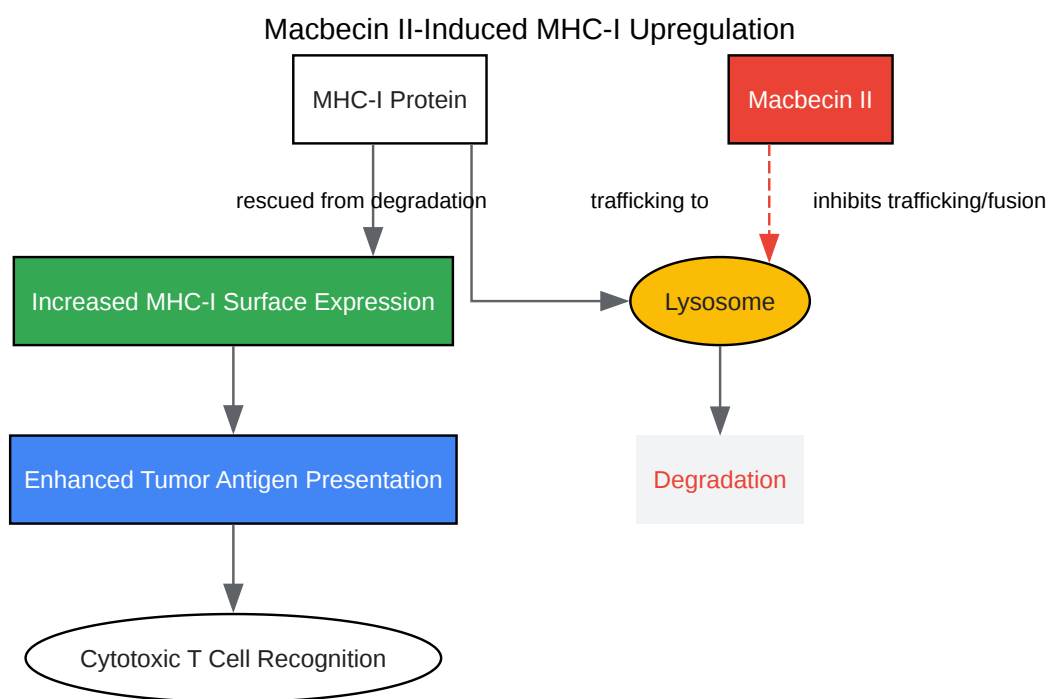 Macbecin II-Induced MHC-I Upregulation
MHC-I Protein
Macbecin II
rescued from degradation
trafficking to
inhibits trafficking/fusion
Increased MHC-I Surface Expression
Lysosome
Enhanced Tumor Antigen Presentation
Degradation
Cytotoxic T Cell Recognition